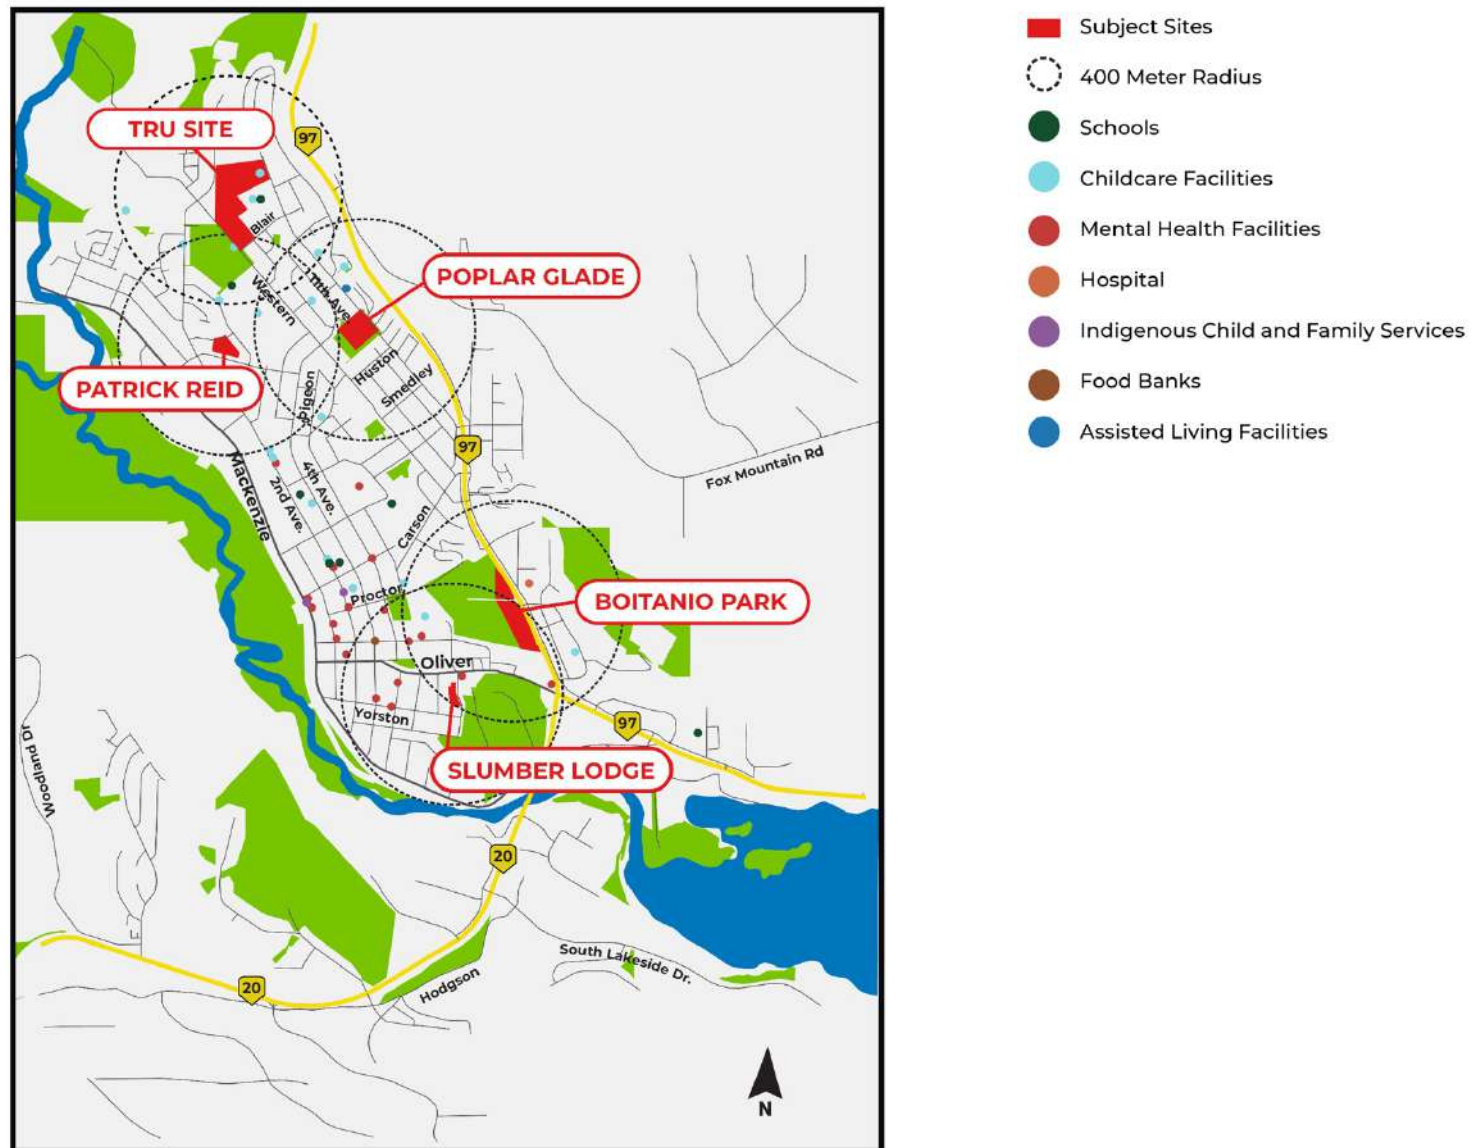 TRU SITE
97
Blair
POPLAR GLADE
11th Ave.
Western
Huston
Smedley
PATRICK REID
Pigeon
97
Mackenzie
2nd Ave.
4th Ave.
Carson
Fox Mountain Rd
Proctor
BOITANIO PARK
Oliver
Yorston
97
SLUMBER LODGE
Woodland Dr
20
South Lakeside Dr.
20
Hodgson
N
Subject Sites
400 Meter Radius
Schools
Childcare Facilities
Mental Health Facilities
Hospital
Indigenous Child and Family Services
Food Banks
Assisted Living Facilities